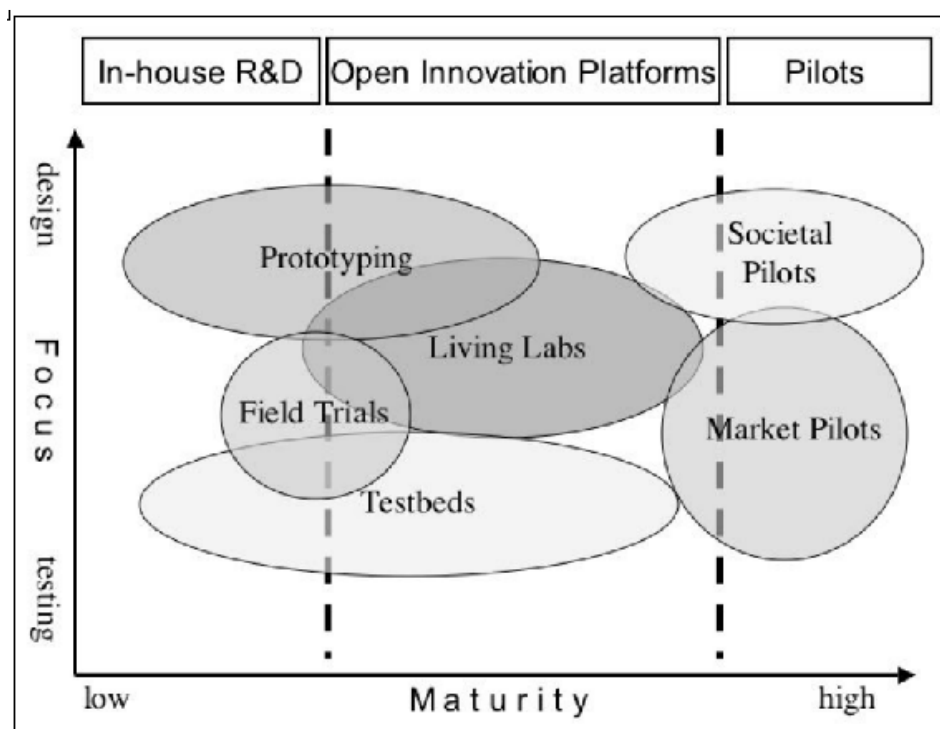 In-house R&D
Open Innovation Platforms
Pilots
design
Focus
testing
Prototyping
Societal
Pilots
Living Labs
Field Trials
Market Pilots
Testbeds
low
Maturity
high